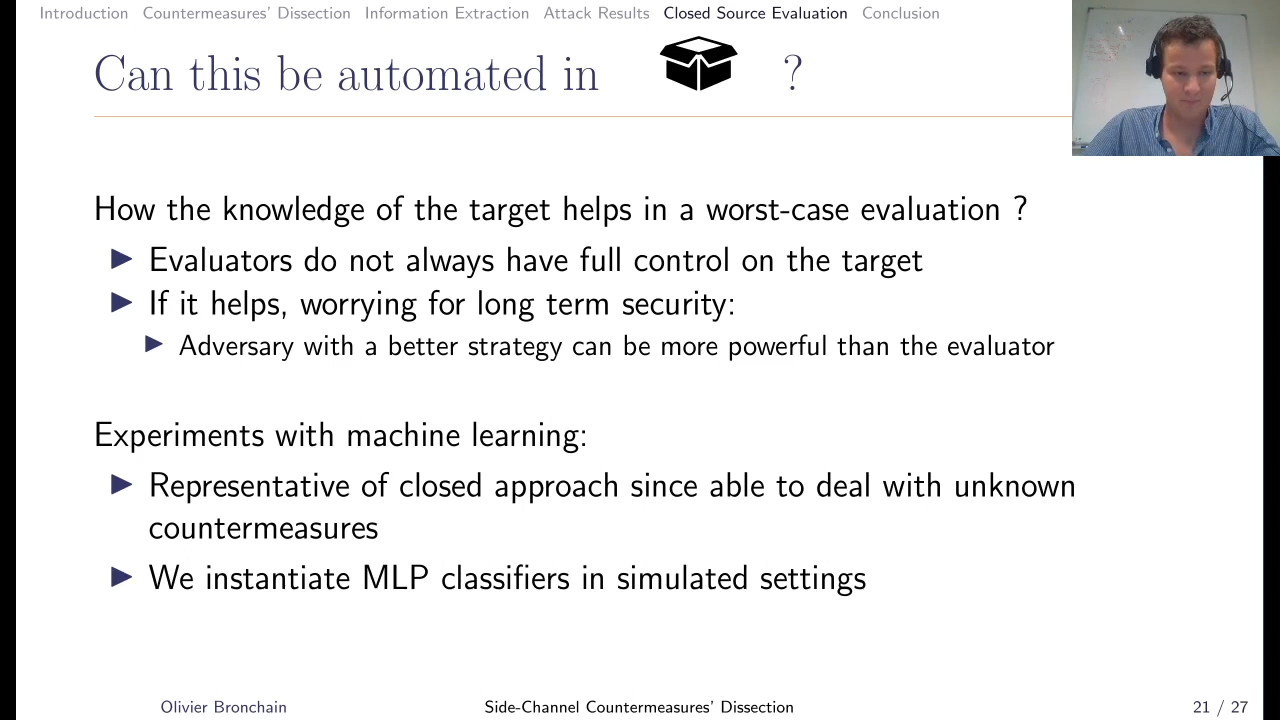 Introduction Countermeasures' Dissection Information Extraction Attack Results Closed Source Evaluation Conclusion
Can this be automated in ?
How the knowledge of the target helps in a worst-case evaluation ?
Evaluators do not always have full control on the target
If it helps, worrying for long term security:
Adversary with a better strategy can be more powerful than the evaluator
Experiments with machine learning:
Representative of closed approach since able to deal with unknown
countermeasures
We instantiate MLP classifiers in simulated settings
Olivier Bronchain Side-Channel Countermeasures' Dissection 21 / 27